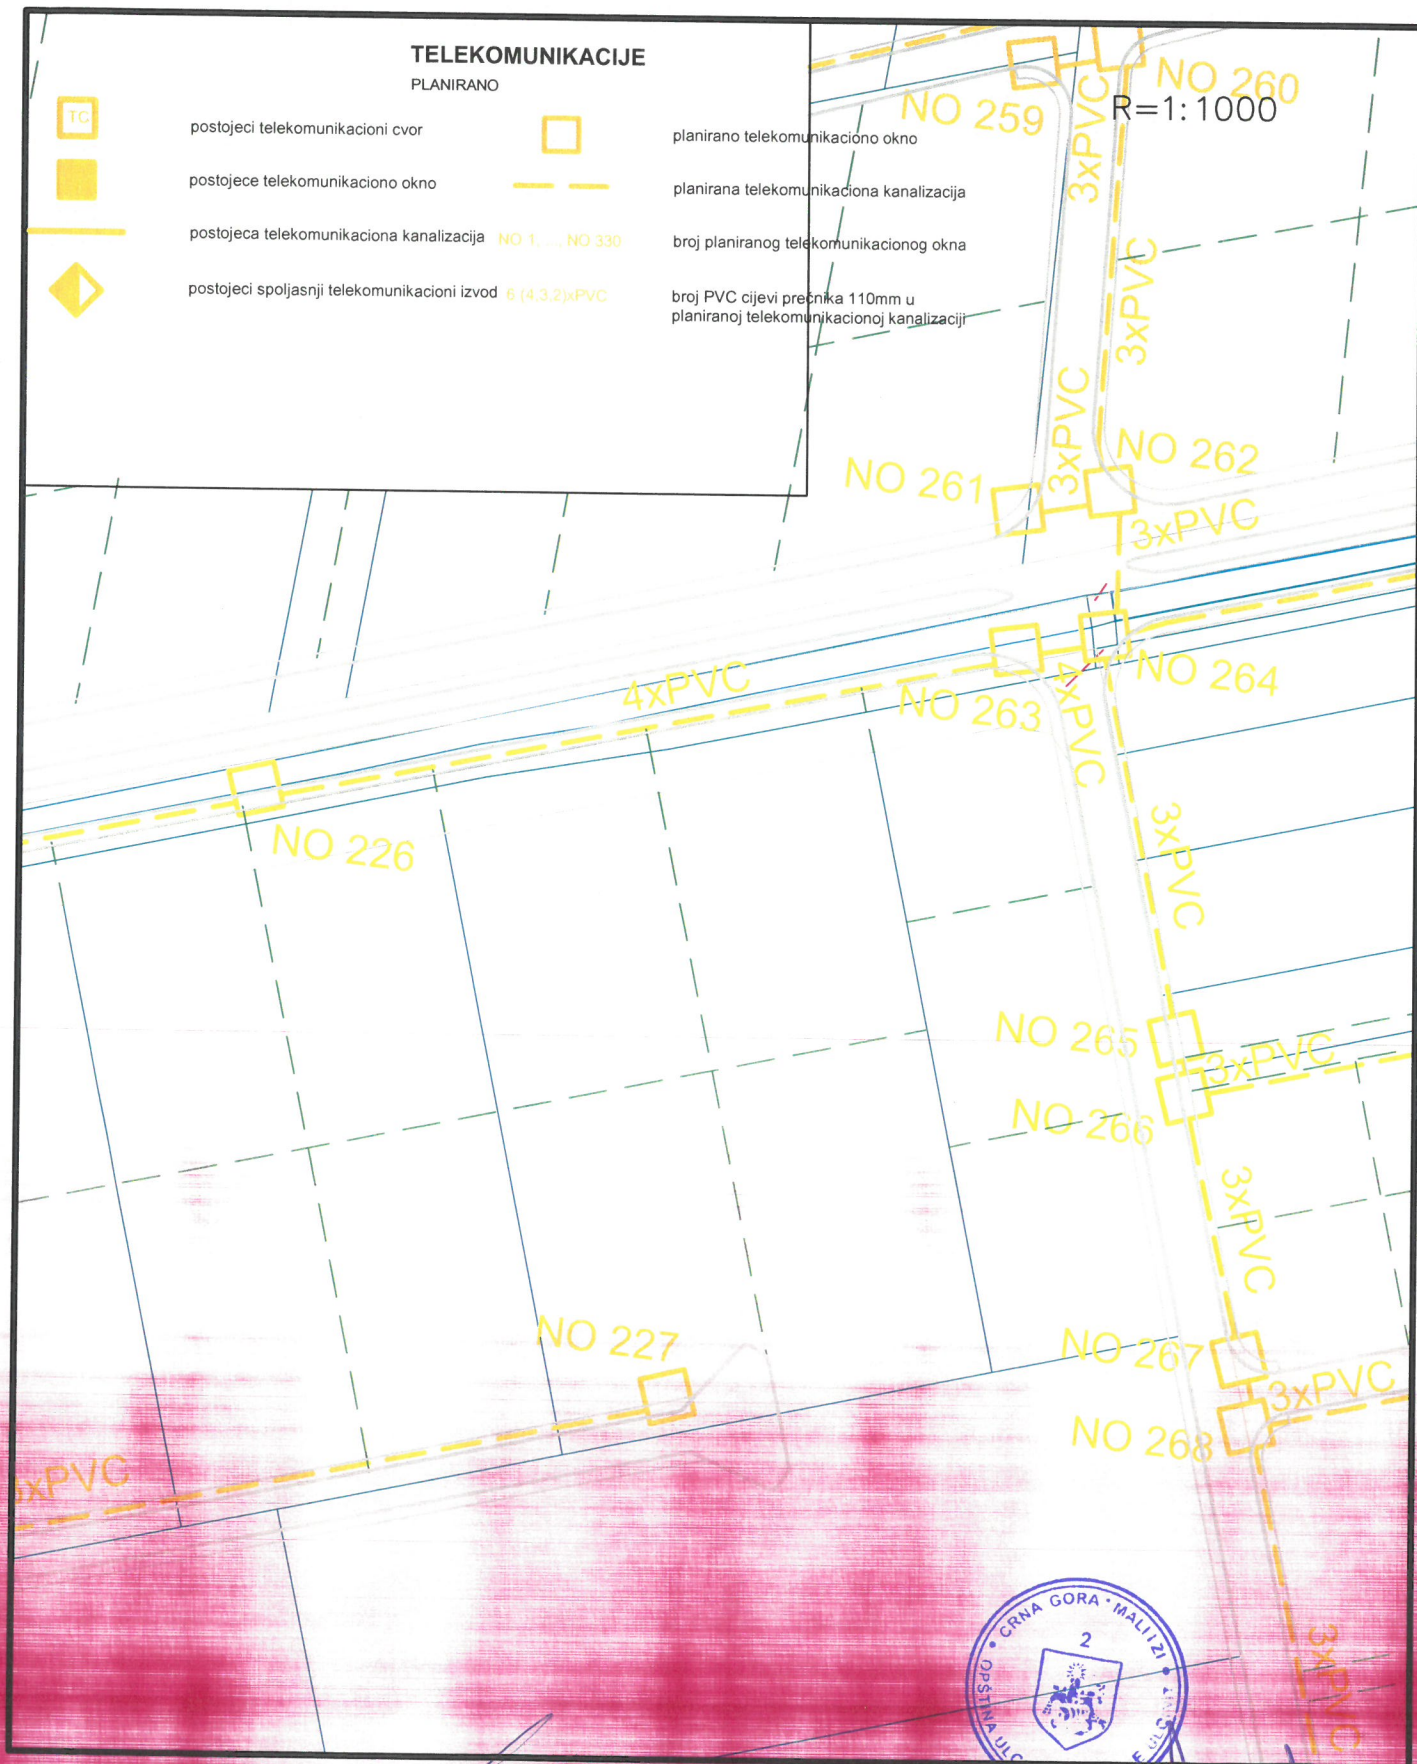 TELEKOMUNIKACIJE
PLANIRANO
TC
postojeci telekomunikacioni cvor
planirano telekomunikaciono okno
postojece telekomunikaciono okno
planirana telekomunikaciona kanalizacija
postojeca telekomunikaciona kanalizacija
NO 1,..., NO 330
broj planiranog telekomunikacionog okna
postojeci spoljasnji telekomunikacioni izvod
6 (4,3,2)xPVC
broj PVC cijevi prečnika 110mm u
planiranoj telekomunikacionoj kanalizaciji
R=1:1000
NO 259
NO 260
3xPVC
3xPVC
3xPVC
NO 261
NO 262
3xPVC
4xPVC
NO 263
NO 264
4xPVC
NO 226
3xPVC
NO 265
3xPVC
NO 266
3xPVC
NO 227
NO 267
3xPVC
NO 268
xPVC
3xPVC
CRNA GORA • MALI IZI
2
OPŠTINA ULC